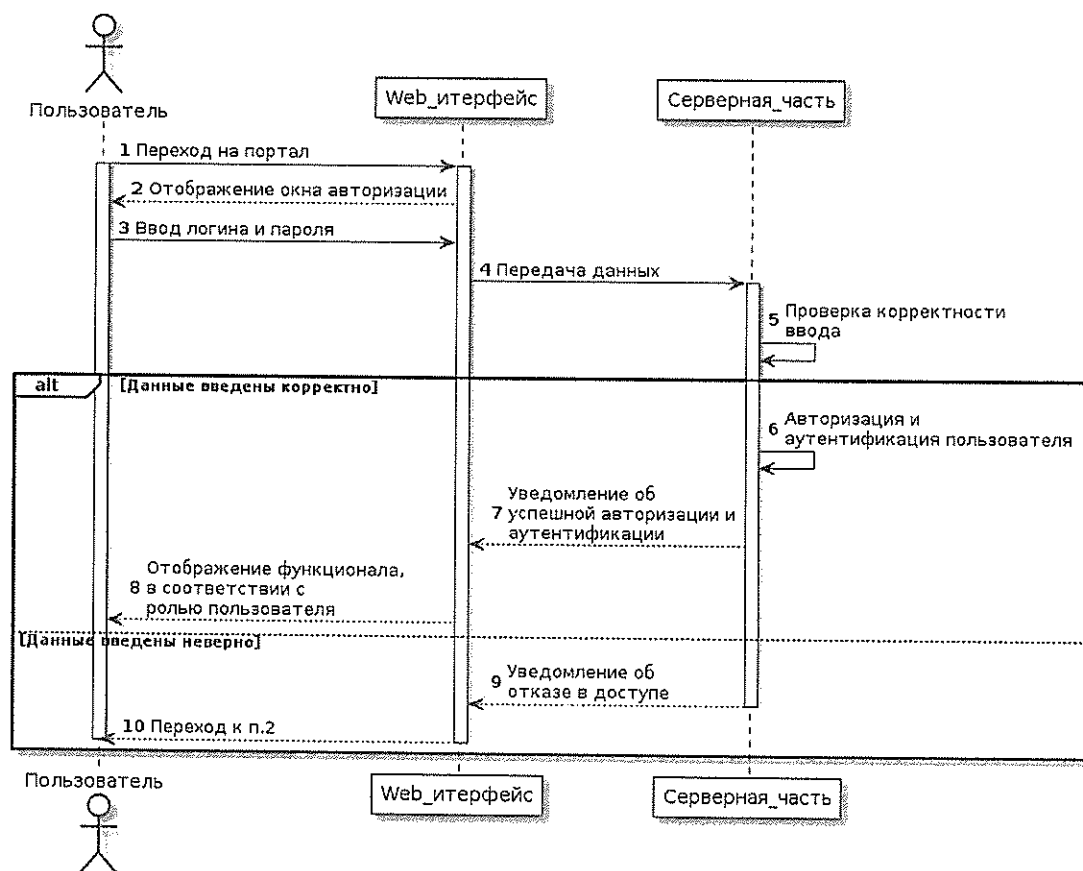 Пользователь
Web_итерфейс
Серверная_часть
1 Переход на портал
2 Отображение окна авторизации
3 Ввод логина и пароля
4 Передача данных
5 Проверка корректности
ввода
alt
[Данные введены корректно]
6 Авторизация и
аутентификация пользователя
Уведомление об
7 успешной авторизации и
аутентификации
Отображение функционала,
8 в соответствии с
ролью пользователя
[Данные введены неверно]
9 Уведомление об
отказе в доступе
10 Переход к п.2
Пользователь
Web_итерфейс
Серверная_часть